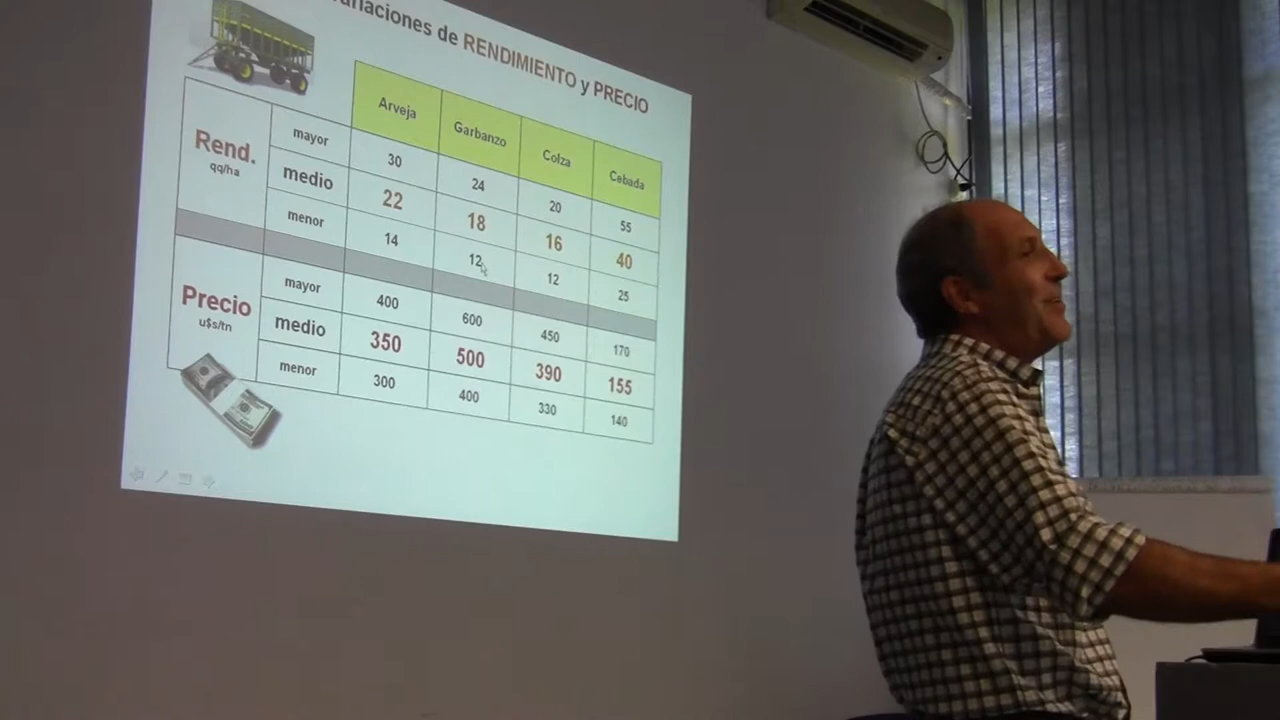 de RENDIMIENTO y PRECIO
Arveja Garbanzo Colza Cebada
Rend.
qq/ha
mayor 30 24 20 55
medio 22 18 16 40
menor 14 12 12 25
Precio
u$s/tn
mayor 400 600 450 170
medio 350 500 390 155
menor 300 400 330 140